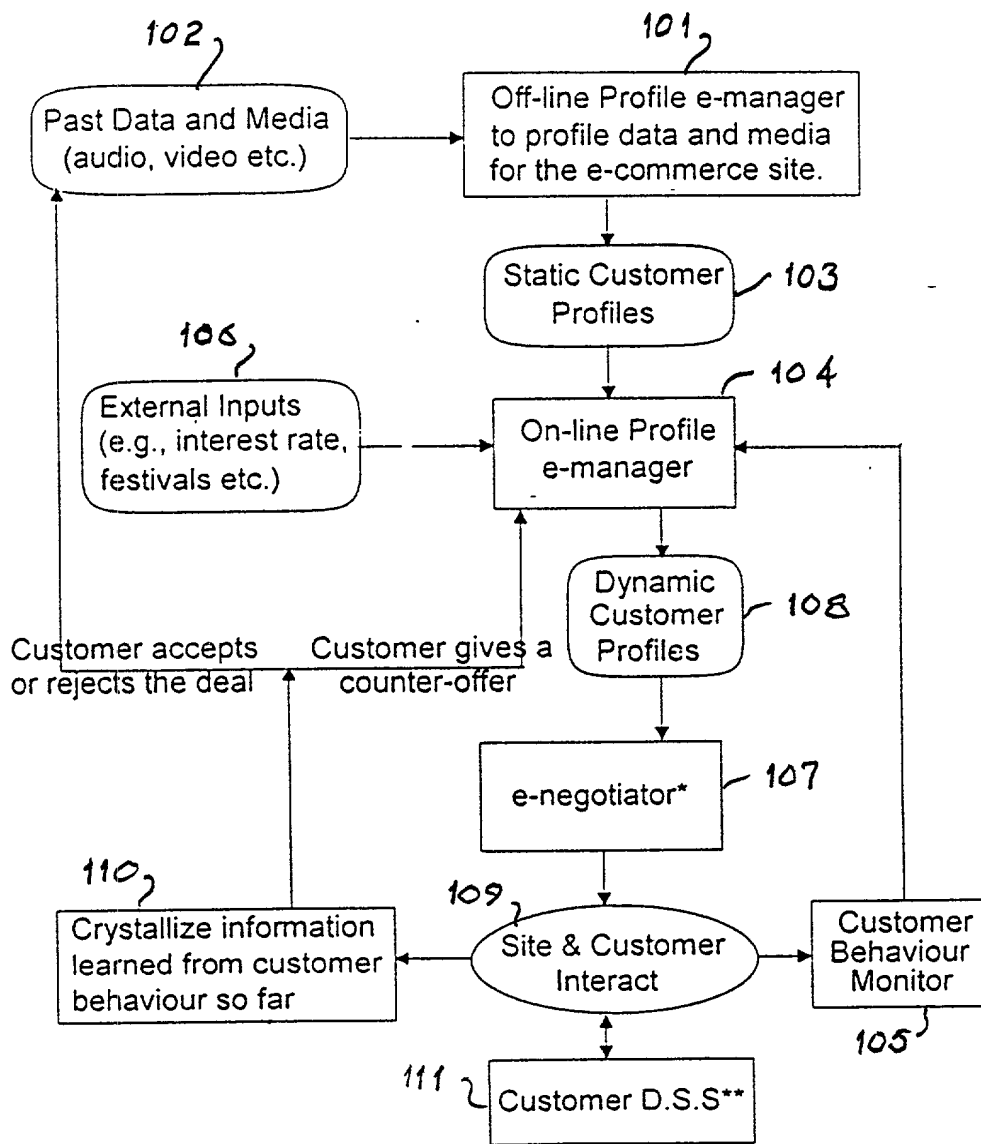 102
101
Past Data and Media
(audio, video etc.)
Off-line Profile e-manager
to profile data and media
for the e-commerce site.
Static Customer
Profiles
103
106
External Inputs
(e.g., interest rate,
festivals etc.)
104
On-line Profile
e-manager
Dynamic
Customer
Profiles
108
Customer accepts
or rejects the deal
Customer gives a
counter-offer
e-negotiator*
107
110
Crystallize information
learned from customer
behaviour so far
109
Site & Customer
Interact
Customer
Behaviour
Monitor
105
111
Customer D.S.S**